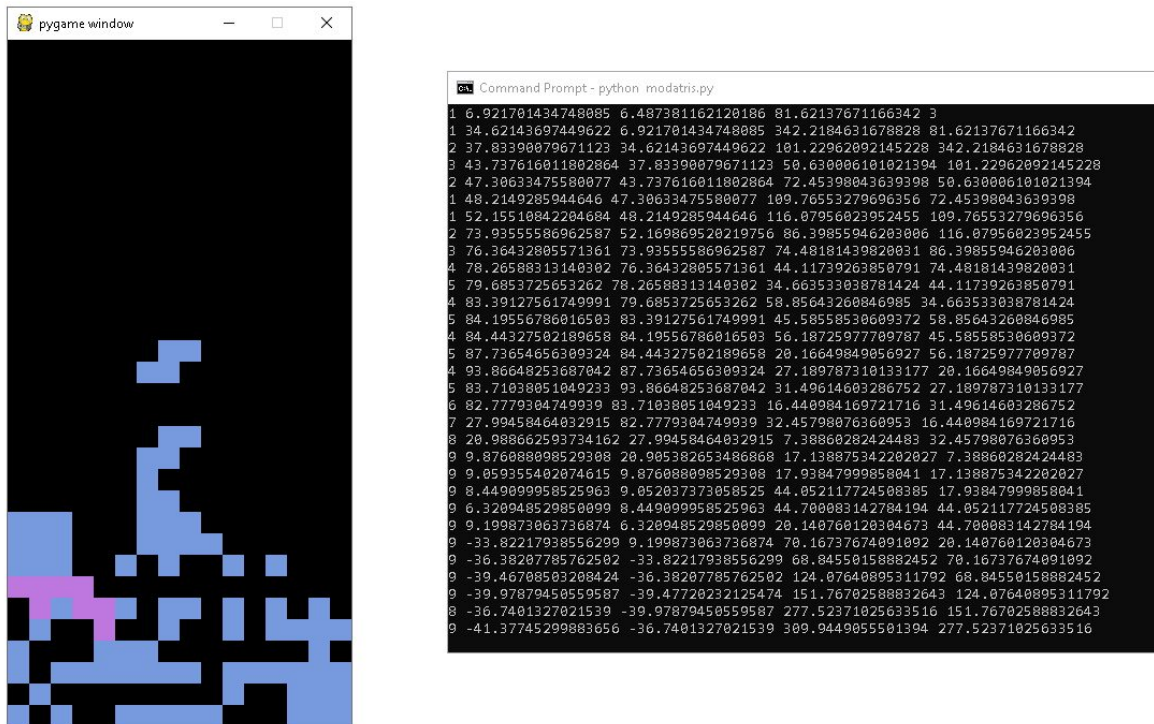 pygame window
Command Prompt - python modatris.py
1 6.921701434748085 6.487381162120186 81.62137671166342 3
1 34.62143697449622 6.921701434748085 342.2184631678828 81.62137671166342
2 37.83390079671123 34.62143697449622 101.22962092145228 342.2184631678828
3 43.737616011802864 37.83390079671123 50.630006101021394 101.22962092145228
2 47.30633475580077 43.737616011802864 72.45398043639398 50.630006101021394
1 48.2149285944646 47.30633475580077 109.76553279696356 72.45398043639398
1 52.15510842204684 48.2149285944646 116.07956023952455 109.76553279696356
2 73.93555586962587 52.169869520219756 86.39855946203006 116.07956023952455
3 76.36432805571361 73.93555586962587 74.48181439820031 86.39855946203006
4 78.26588313140302 76.36432805571361 44.11739263850791 74.48181439820031
5 79.6853725653262 78.26588313140302 34.663533038781424 44.11739263850791
4 83.39127561749991 79.6853725653262 58.85643260846985 34.663533038781424
5 84.19556786016503 83.39127561749991 45.58558530609372 58.85643260846985
5 84.44327502189658 84.19556786016503 56.18725977709787 45.58558530609372
5 87.73654656309324 84.44327502189658 20.16649849056927 56.18725977709787
4 93.86648253687042 87.73654656309324 27.189787310133177 20.16649849056927
5 83.71038051049233 93.86648253687042 31.49614603286752 27.189787310133177
6 82.7779304749939 83.71038051049233 16.440984169721716 31.49614603286752
7 27.99458464032915 82.7779304749939 32.45798076360953 16.440984169721716
8 20.988662593734162 27.99458464032915 7.38860282424483 32.45798076360953
9 9.876088098529308 20.905382653486868 17.138875342202027 7.38860282424483
9 9.059355402074615 9.876088098529308 17.93847999858041 17.138875342202027
9 8.449099958525963 9.052037373058525 44.052117724508385 17.93847999858041
9 6.320948529850099 8.449099958525963 44.700083142784194 44.052117724508385
9 9.199873063736874 6.320948529850099 20.140760120304673 44.700083142784194
9 -33.82217938556299 9.199873063736874 70.16737674091092 20.140760120304673
9 -36.38207785762502 -33.82217938556299 68.84550158882452 70.16737674091092
9 -39.46708503208424 -36.38207785762502 124.07640895311792 68.84550158882452
9 -39.97879450559587 -39.47720232125474 151.76702588832643 124.07640895311792
8 -36.7401327021539 -39.97879450559587 277.52371025633516 151.76702588832643
9 -41.37745299883656 -36.7401327021539 309.9449055501394 277.52371025633516